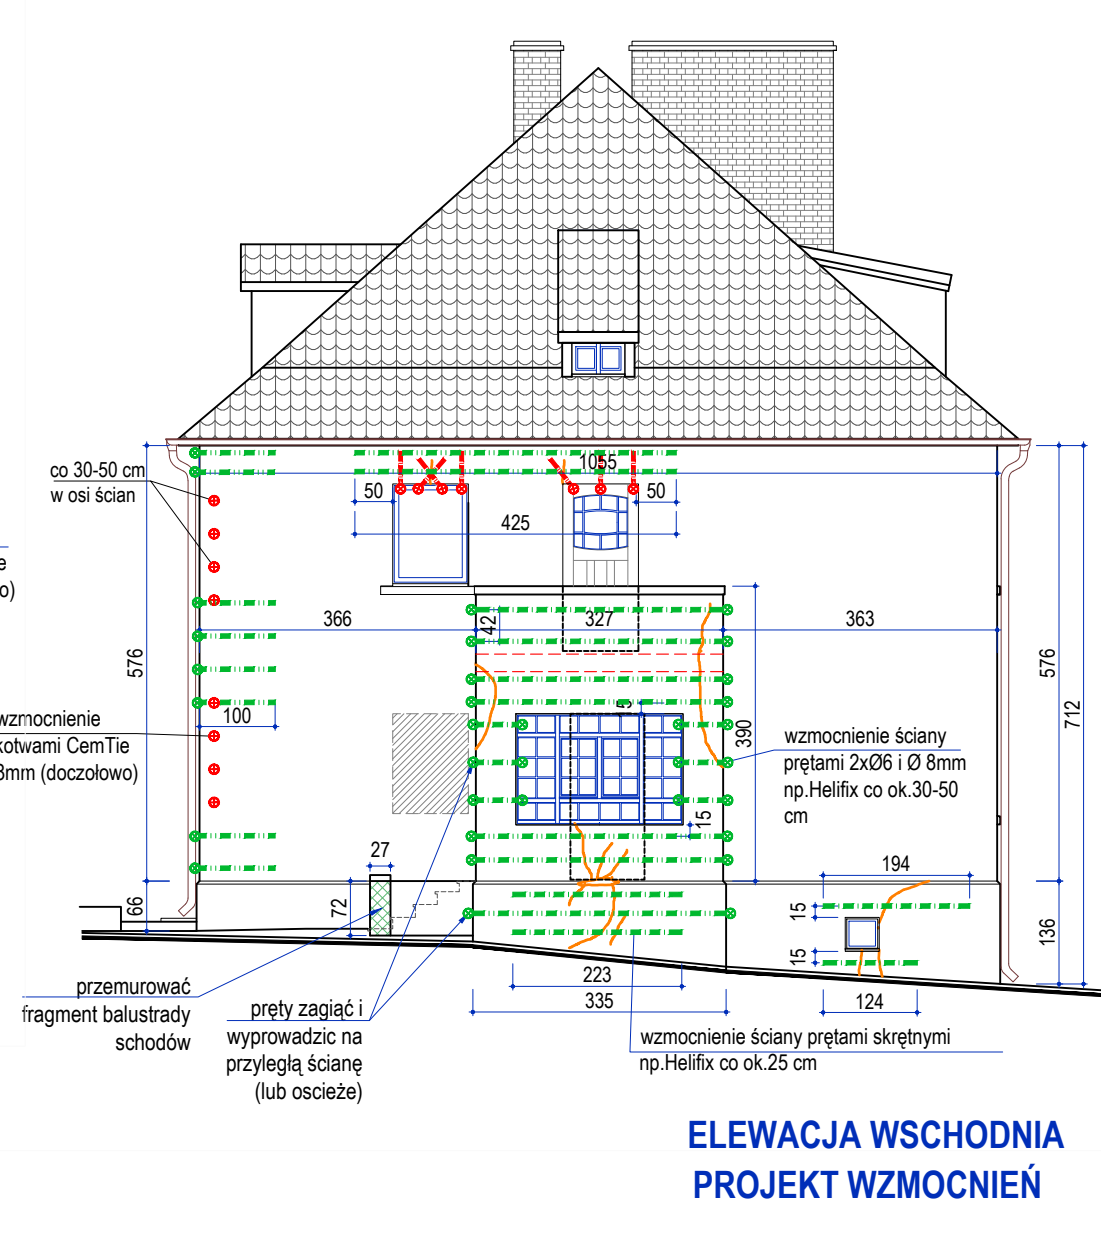 co 30-50 cm
w osi ścian
e
o)
1055
50
50
425
366
42
327
363
576
576
712
100
390
wzmocnienie
kotwami CemTie
8mm (doczołowo)
wzmocnienie ściany
prętami 2xØ6 i Ø 8mm
np.Helifix co ok.30-50
cm
15
27
194
66
72
15
15
136
223
335
124
przemurować
fragment balustrady
schodów
pręty zagiąć i
wyprowadzic na
przyległą ścianę
(lub oscieże)
wzmocnienie ściany prętami skrętnymi
np.Helifix co ok.25 cm
ELEWACJA WSCHODNIA
PROJEKT WZMOCNIEŃ